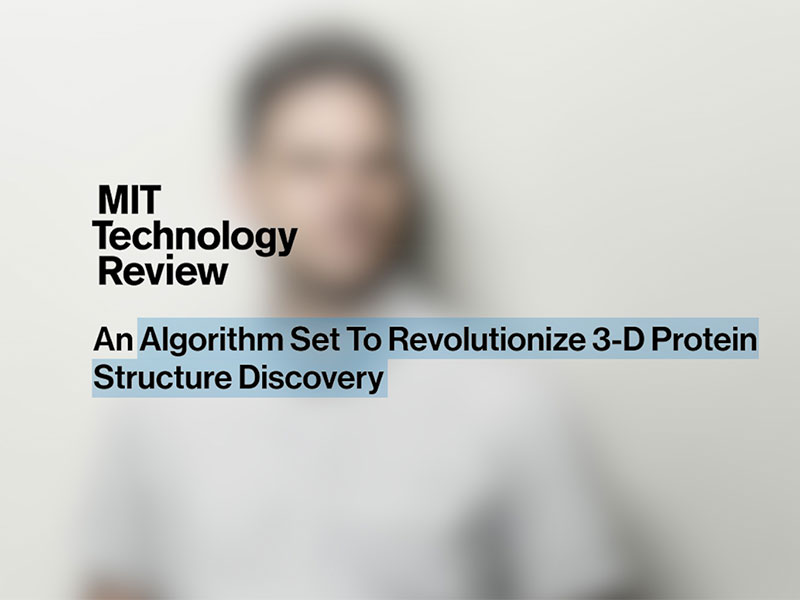 MIT
Technology
Review
An Algorithm Set To Revolutionize 3-D Protein
Structure Discovery